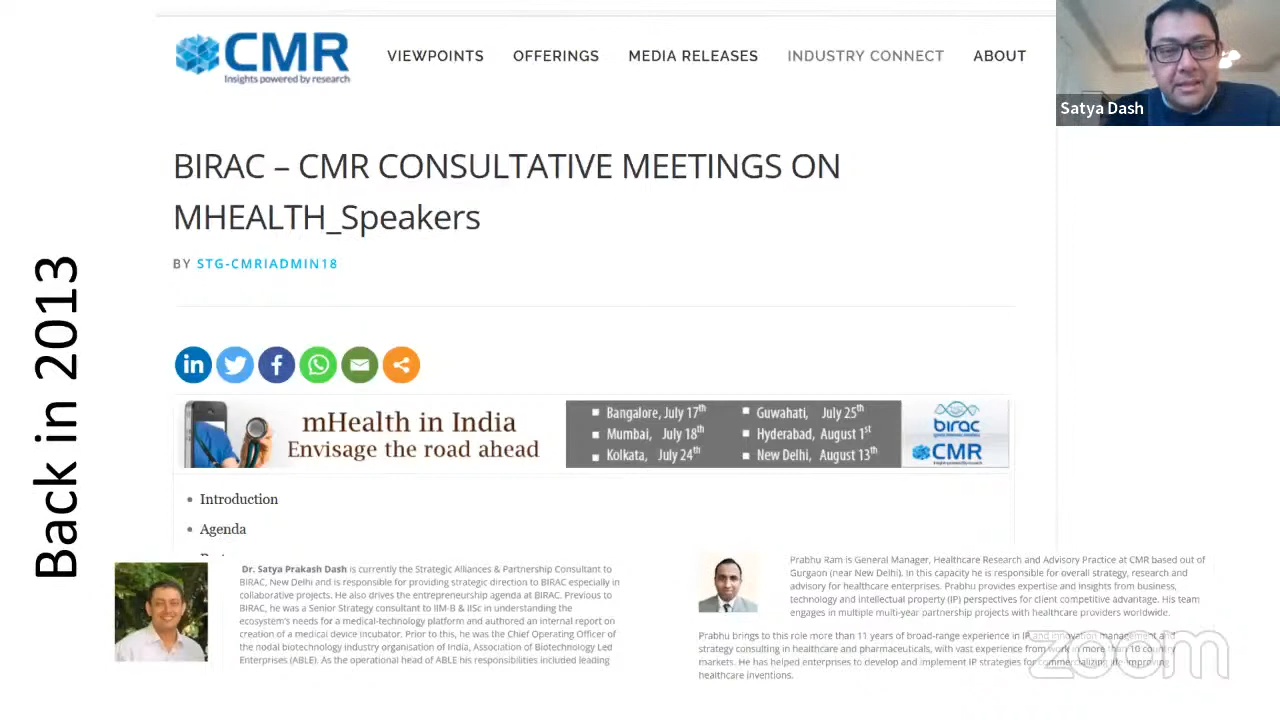 CMR
Insights powered by research
VIEWPOINTS OFFERINGS MEDIA RELEASES INDUSTRY CONNECT ABOUT
Satya Dash
BIRAC – CMR CONSULTATIVE MEETINGS ON
MHEALTH_Speakers
BY STG-CMRIADMIN18
Back in 2013
in
f
mHealth in India
Envisage the road ahead
Bangalore, July 17th
Mumbai, July 18th
Kolkata, July 24th
Guwahati, July 25th
Hyderabad, August 1st
New Delhi, August 13th
birac
CMR
Insights powered by research
Introduction
Agenda
Dr. Satya Prakash Dash is currently the Strategic Alliances & Partnership Consultant to
BIRAC, New Delhi and is responsible for providing strategic direction to BIRAC especially in
collaborative projects. He also drives the entrepreneurship agenda at BIRAC. Previous to
BIRAC, he was a Senior Strategy consultant to IIM-B & IISc in understanding the
ecosystem's needs for a medical-technology platform and authored an internal report on
creation of a medical device incubator. Prior to this, he was the Chief Operating Officer of
the nodal biotechnology industry organisation of India, Association of Biotechnology Led
Enterprises (ABLE). As the operational head of ABLE his responsibilities included leading
Prabhu Ram is General Manager, Healthcare Research and Advisory Practice at CMR based out of
Gurgaon (near New Delhi). In this capacity he is responsible for overall strategy, research and
advisory for healthcare enterprises. Prabhu provides expertise and insights from business,
technology and intellectual property (IP) perspectives for client competitive advantage. His team
engages in multiple multi-year partnership projects with healthcare providers worldwide.
Prabhu brings to this role more than 11 years of broad-range experience in IP and innovation management and
strategy consulting in healthcare and pharmaceuticals, with vast experience from work in more than 10 country
markets. He has helped enterprises to develop and implement IP strategies for commercializing life-improving
healthcare inventions.
zoom